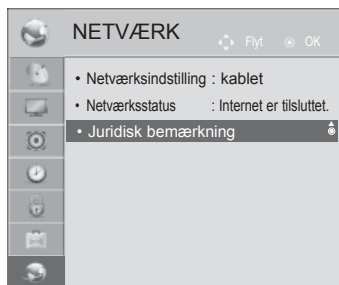 NETVÆRK
Flyt OK
• Netværksindstilling : kablet
• Netværksstatus : Internet er tilsluttet.
• Juridisk bemærkning